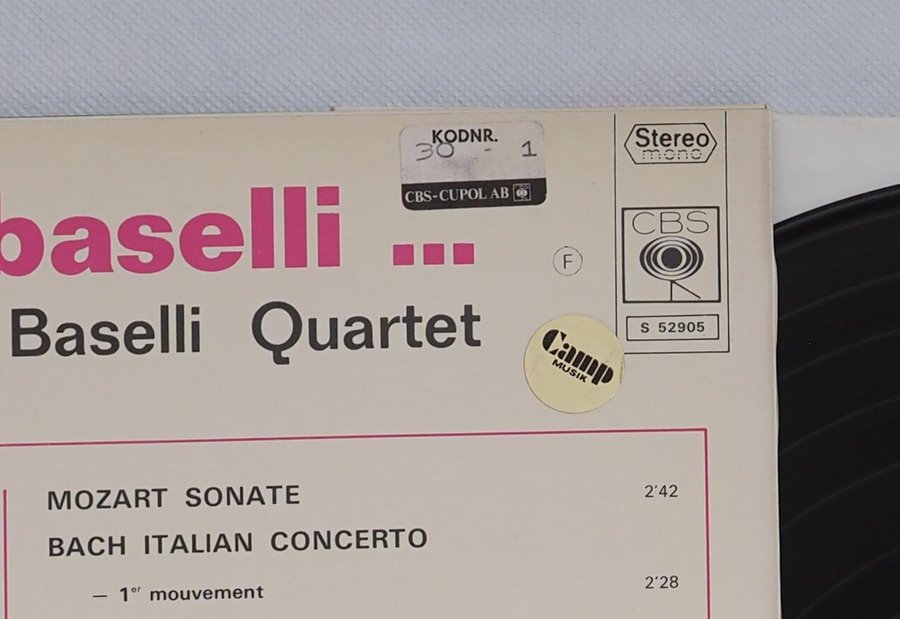 KODNR.
30 - 1
CBS-CUPOL AB
Stereo
mono
baselli ...
CBS
F
S 52905
Baselli Quartet
Camp
MUSIK
MOZART SONATE 2'42
BACH ITALIAN CONCERTO
— 1er mouvement 2'28